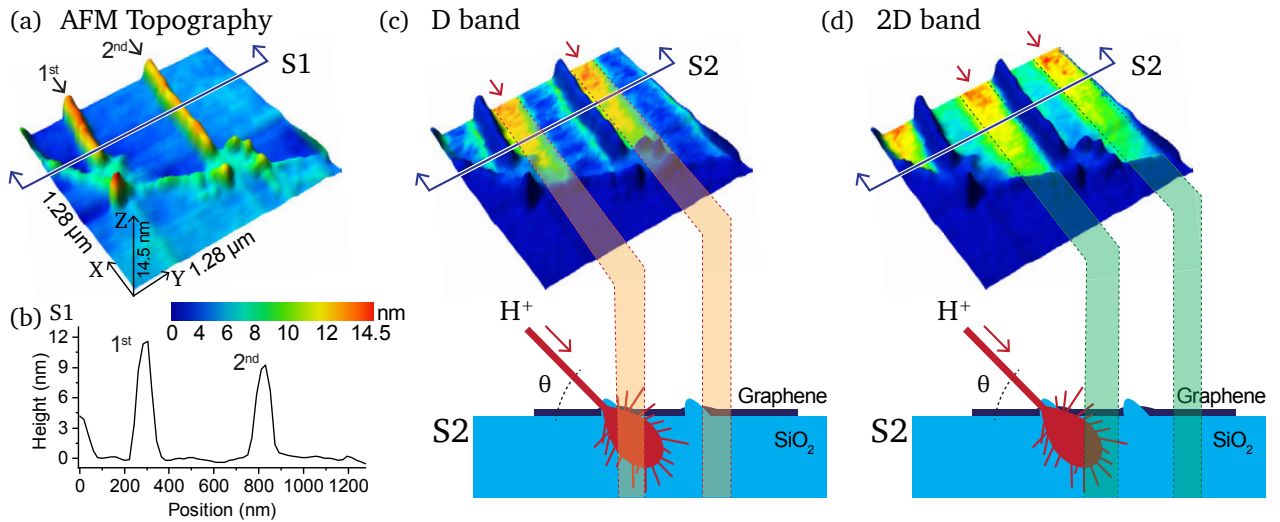 (a) AFM Topography
1st
2nd
S1
1.28 μm
X
Z
14.5 nm
Y
1.28 μm
nm
0 4 6 8 10 12 14.5
(b) S1
12
9
6
3
0
Height (nm)
1st
2nd
0 200 400 600 800 1000 1200
Position (nm)
(c) D band
S2
H+
θ
Graphene
S2
SiO2
(d) 2D band
S2
H+
θ
Graphene
S2
SiO2